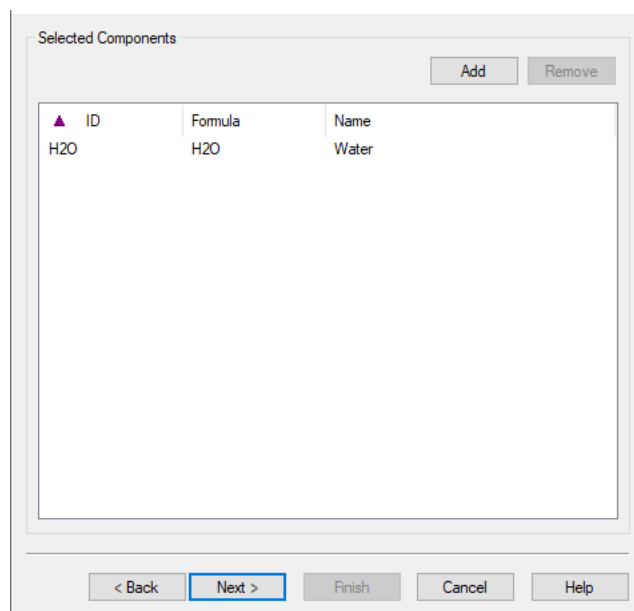 Selected Components
Add Remove
ID Formula Name
H2O H2O Water
< Back Next > Finish Cancel Help